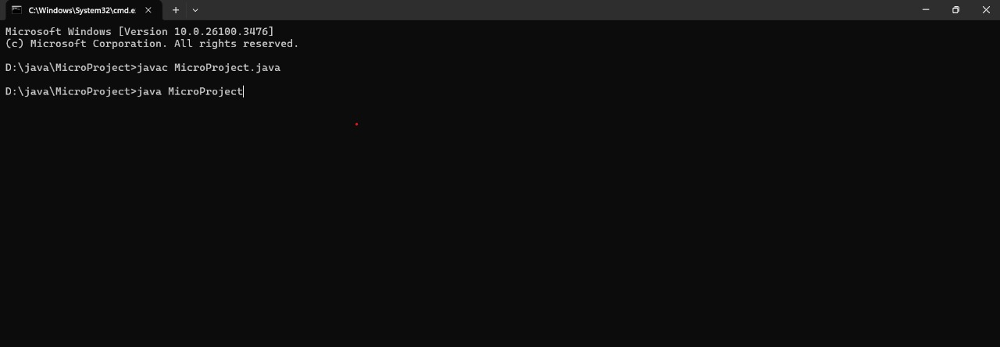 C:\Windows\System32\cmd.e
Microsoft Windows [Version 10.0.26100.3476]
(c) Microsoft Corporation. All rights reserved.
D:\java\MicroProject>javac MicroProject.java
D:\java\MicroProject>java MicroProject